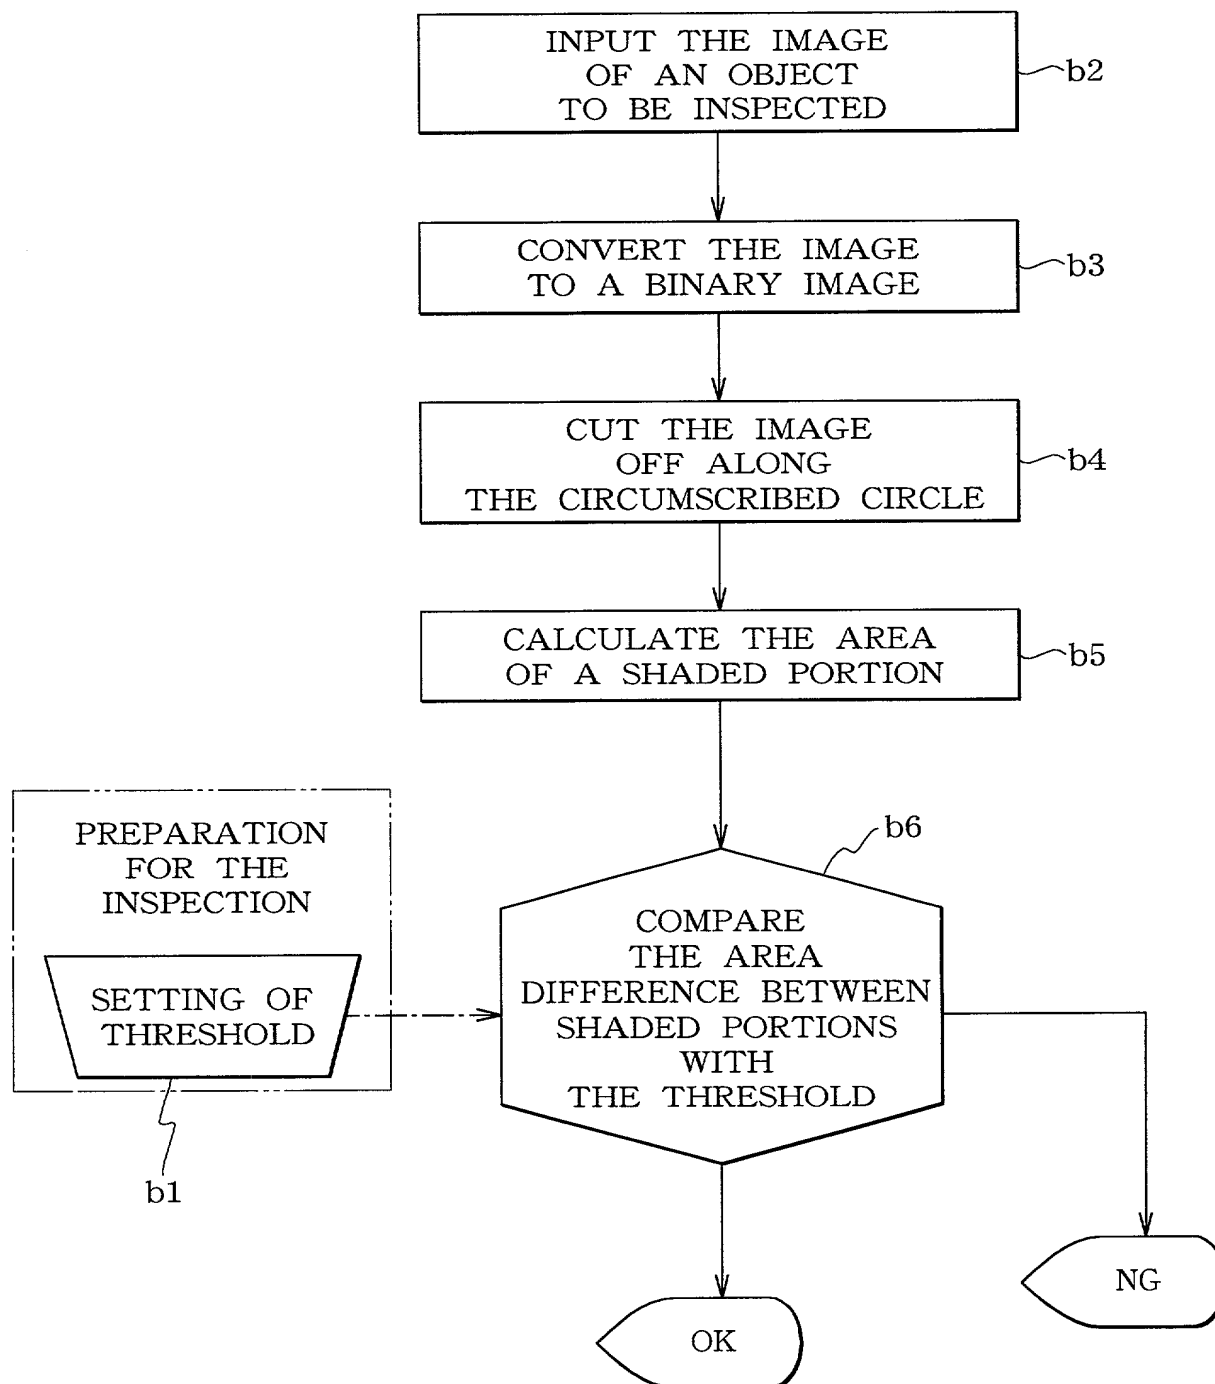 INPUT THE IMAGE
OF AN OBJECT
TO BE INSPECTED
b2
CONVERT THE IMAGE
TO A BINARY IMAGE
b3
CUT THE IMAGE
OFF ALONG
THE CIRCUMSCRIBED CIRCLE
b4
CALCULATE THE AREA
OF A SHADED PORTION
b5
PREPARATION
FOR THE
INSPECTION
SETTING OF
THRESHOLD
b1
b6
COMPARE
THE AREA
DIFFERENCE BETWEEN
SHADED PORTIONS
WITH
THE THRESHOLD
NG
OK